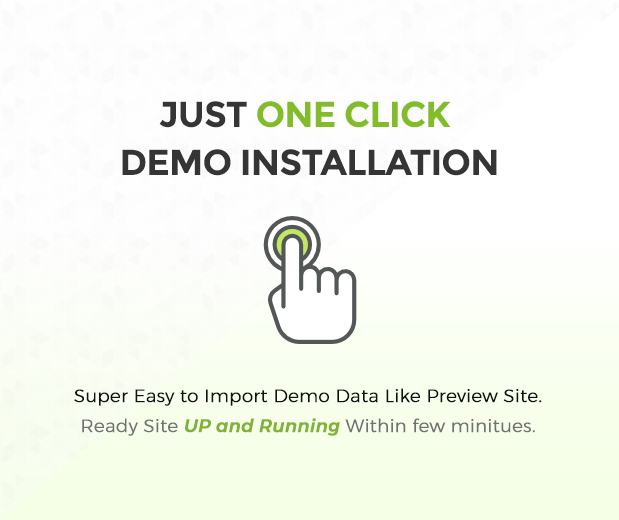 JUST ONE CLICK
DEMO INSTALLATION
Super Easy to Import Demo Data Like Preview Site.
Ready Site UP and Running Within few minitues.